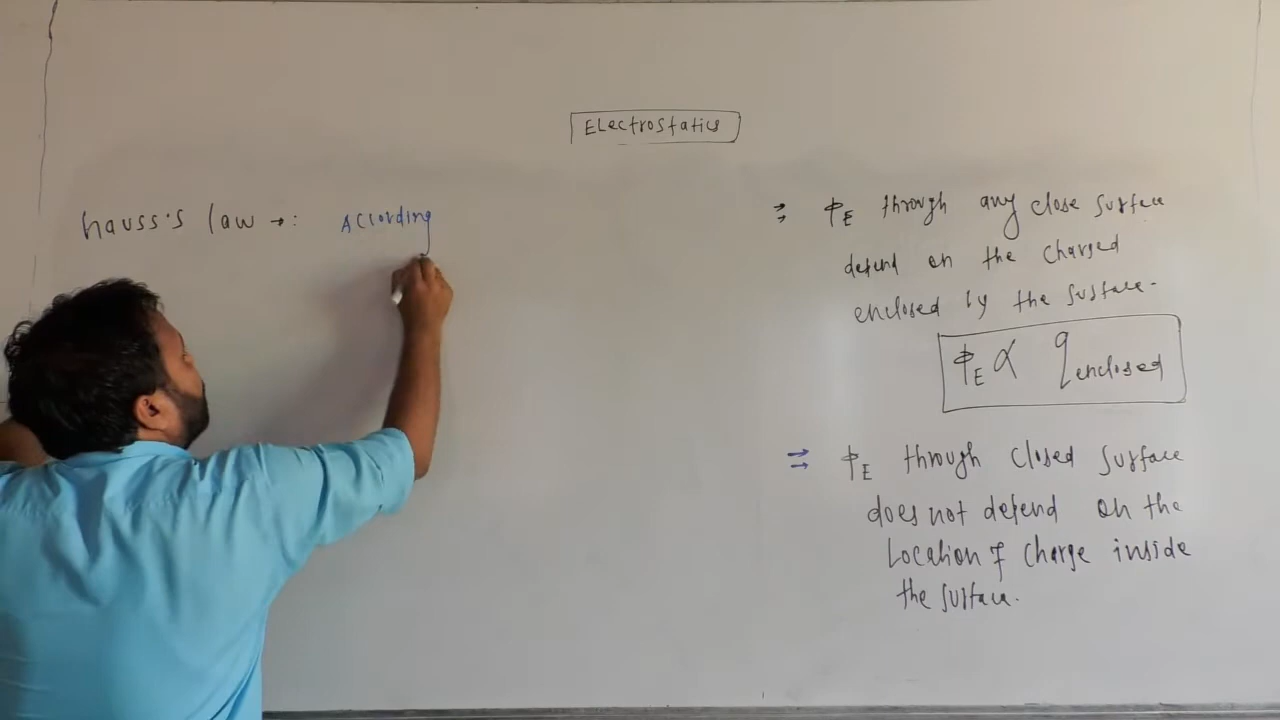 Electrostatics
Gauss's law →: According
⇒ ϕE through any close surface
depend on the charged
enclosed by the surface.
ϕE ∝ qenclosed
⇒ ϕE through closed surface
does not depend on the
Location of charge inside
the surface.